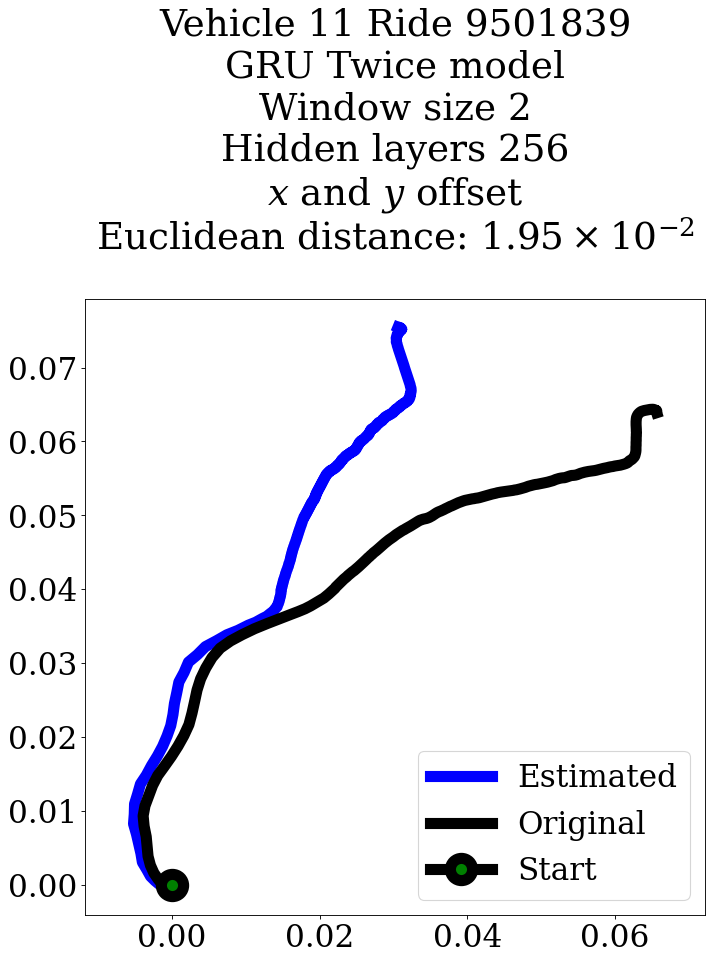 Vehicle 11 Ride 9501839
GRU Twice model
Window size 2
Hidden layers 256
x and y offset
Euclidean distance: 1.95 × 10⁻²
0.07
0.06
0.05
0.04
0.03
0.02
0.01
0.00
Estimated
Original
Start
0.00 0.02 0.04 0.06